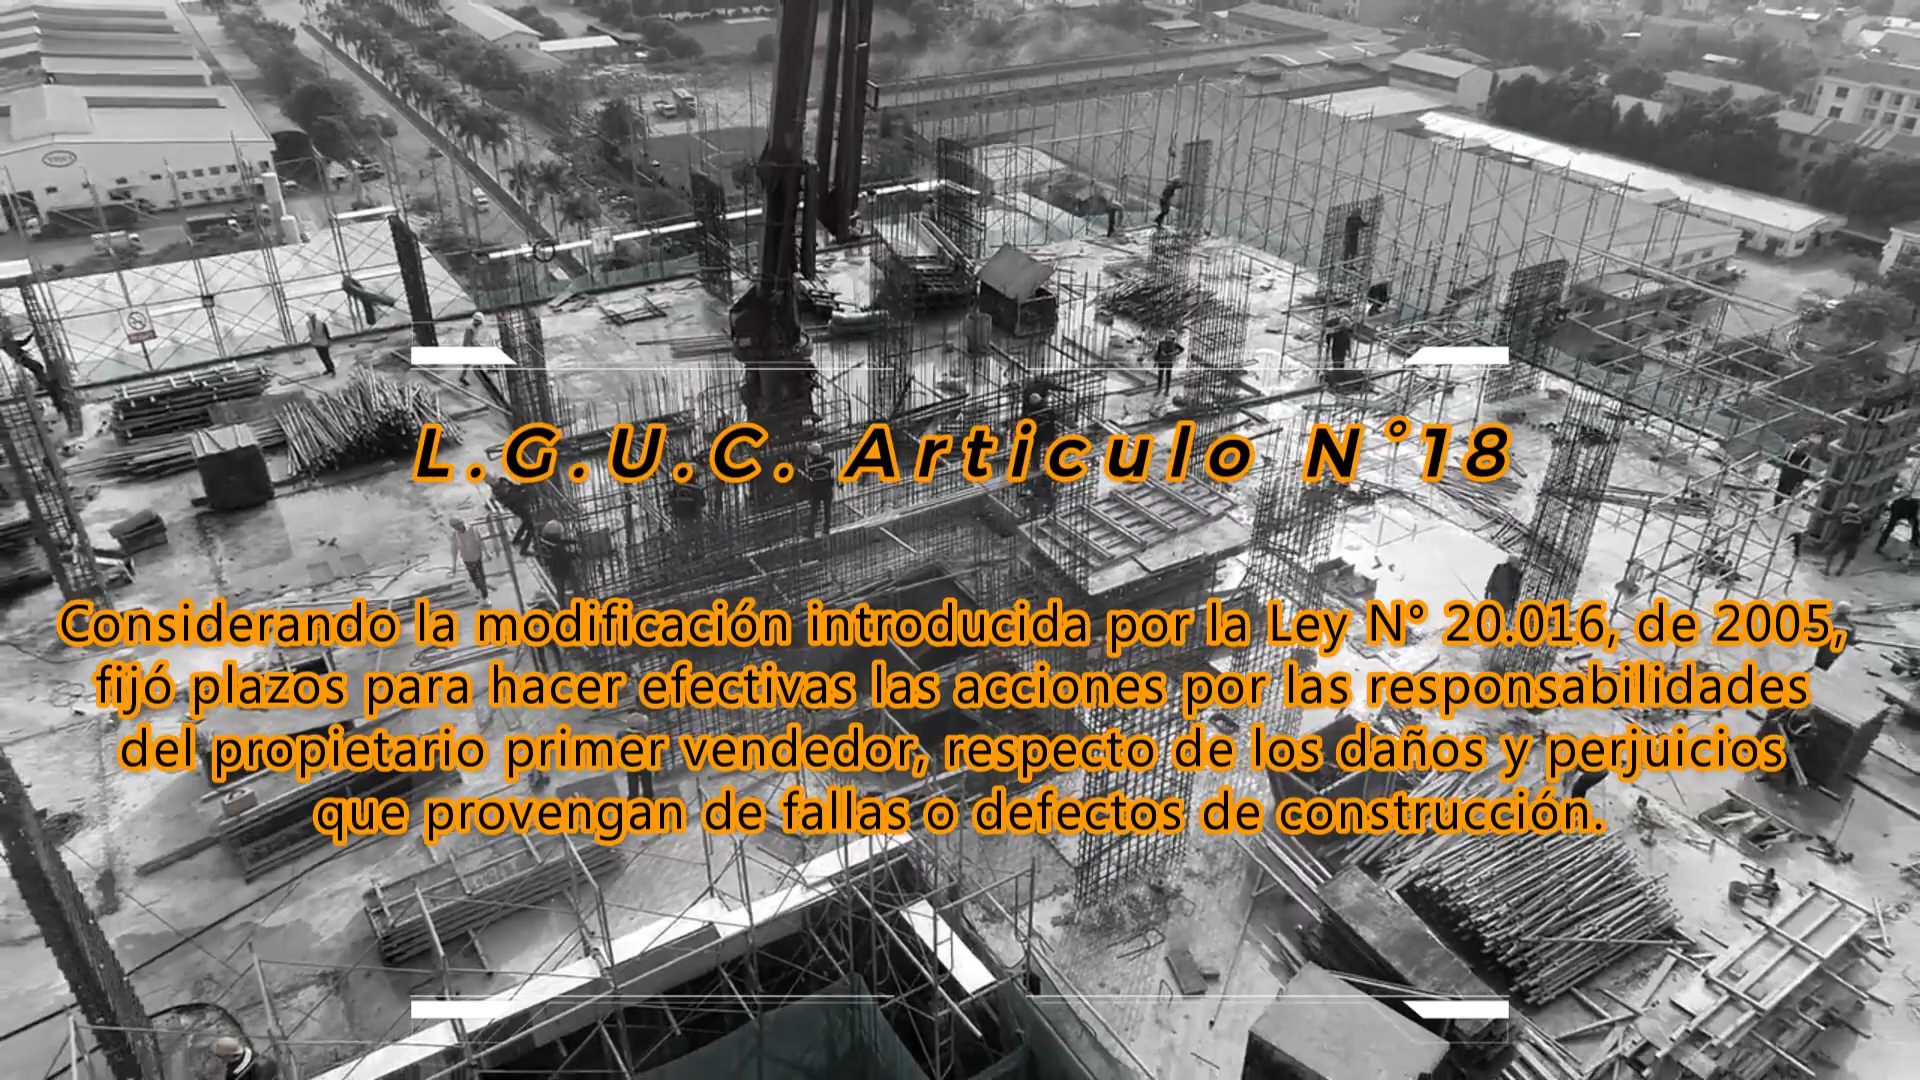 L.G.U.C. Articulo N°18
Considerando la modificación introducida por la Ley N° 20.016, de 2005,
fijó plazos para hacer efectivas las acciones por las responsabilidades
del propietario primer vendedor, respecto de los daños y perjuicios
que provengan de fallas o defectos de construcción.